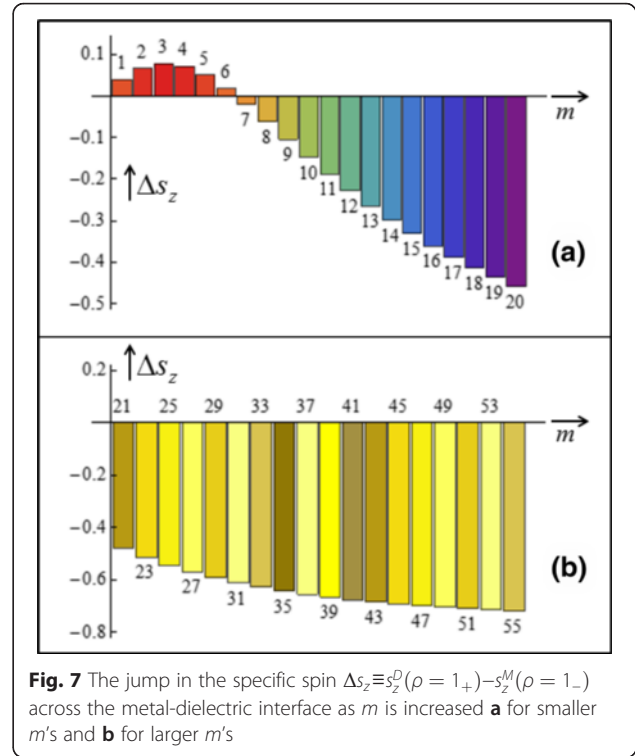 0.1
1 2 3 4 5 6
m
−0.1 7
8
−0.2 Δs_z 9
10
−0.3 11
12
−0.4 13
14
−0.5 15
16
17
18
19
20
(a)
0.2 Δs_z
21 25 29 33 37 41 45 49 53
m
−0.2
−0.4
−0.6 23 27 31 35 39 43 47 51 55
−0.8
(b)
Fig. 7 The jump in the specific spin Δs_z≡s_z^D(ρ = 1_+)–s_z^M(ρ = 1_−)
across the metal-dielectric interface as m is increased a for smaller
m's and b for larger m's